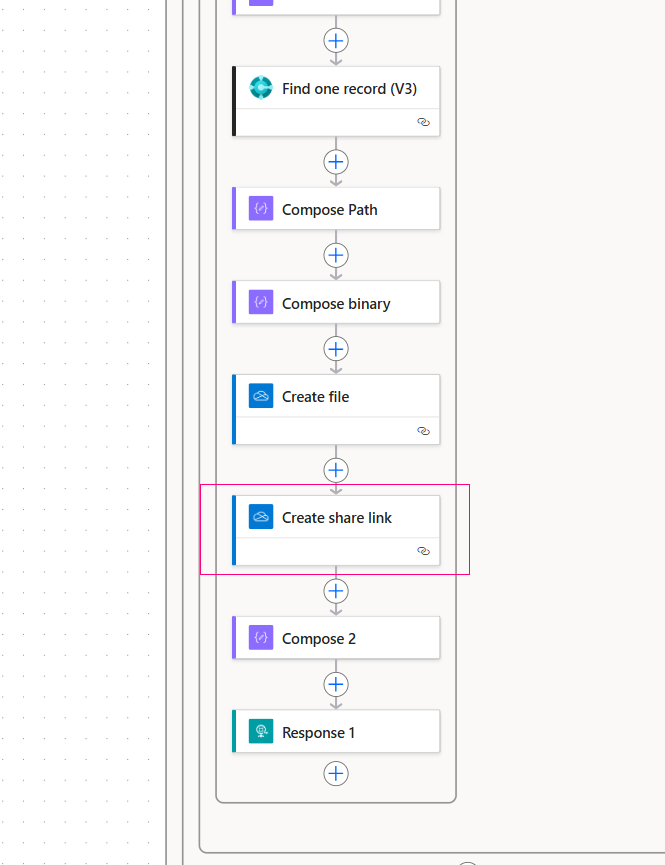 Find one record (V3)
Compose Path
Compose binary
Create file
Create share link
Compose 2
Response 1